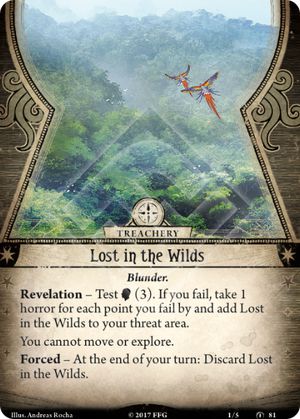 TREACHERY
Lost in the Wilds
Blunder.
Revelation – Test (3). If you fail, take 1
horror for each point you fail by and add Lost
in the Wilds to your threat area.
You cannot move or explore.
Forced – At the end of your turn: Discard Lost
in the Wilds.
Illus. Andreas Rocha © 2017 FFG 1/5 81